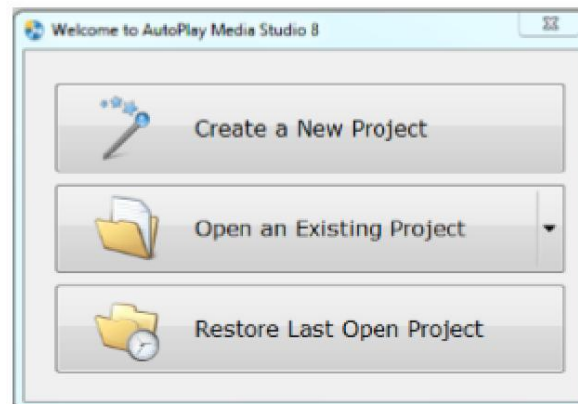 Welcome to AutoPlay Media Studio 8
Create a New Project
Open an Existing Project
Restore Last Open Project